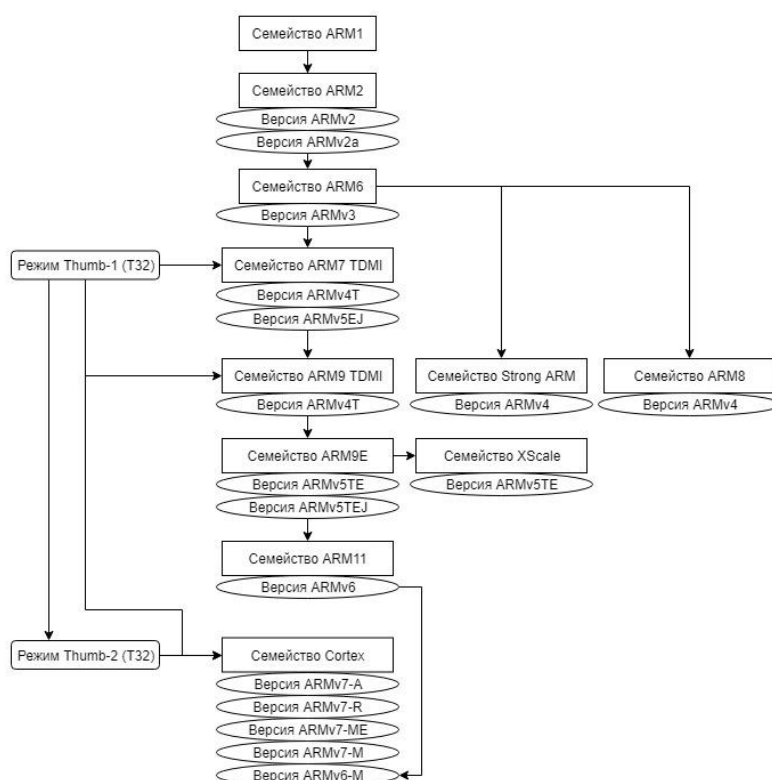 Семейство ARM1
Семейство ARM2
Версия ARMv2
Версия ARMv2a
Семейство ARM6
Версия ARMv3
Режим Thumb-1 (T32)
Семейство ARM7 TDMI
Версия ARMv4T
Версия ARMv5EJ
Семейство ARM9 TDMI
Семейство Strong ARM
Семейство ARM8
Версия ARMv4T
Версия ARMv4
Версия ARMv4
Семейство ARM9E
Семейство XScale
Версия ARMv5TE
Версия ARMv5TE
Версия ARMv5TEJ
Семейство ARM11
Версия ARMv6
Режим Thumb-2 (T32)
Семейство Cortex
Версия ARMv7-A
Версия ARMv7-R
Версия ARMv7-ME
Версия ARMv7-M
Версия ARMv6-M